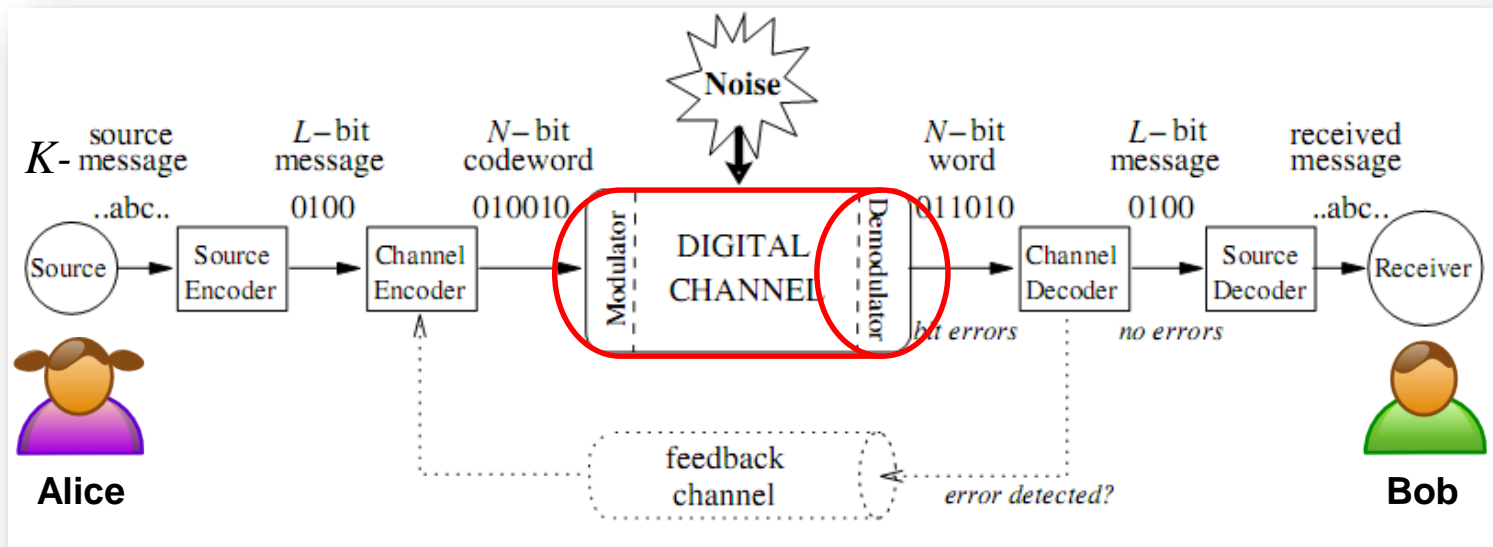 Noise
K- source message
L-bit message
N-bit codeword
N-bit word
L-bit message
received message
..abc..
0100
010010
011010
0100
..abc..
Source
Source Encoder
Channel Encoder
Modulator
DIGITAL CHANNEL
Demodulator
Channel Decoder
Source Decoder
Receiver
bit errors
no errors
feedback channel
error detected?
Alice
Bob